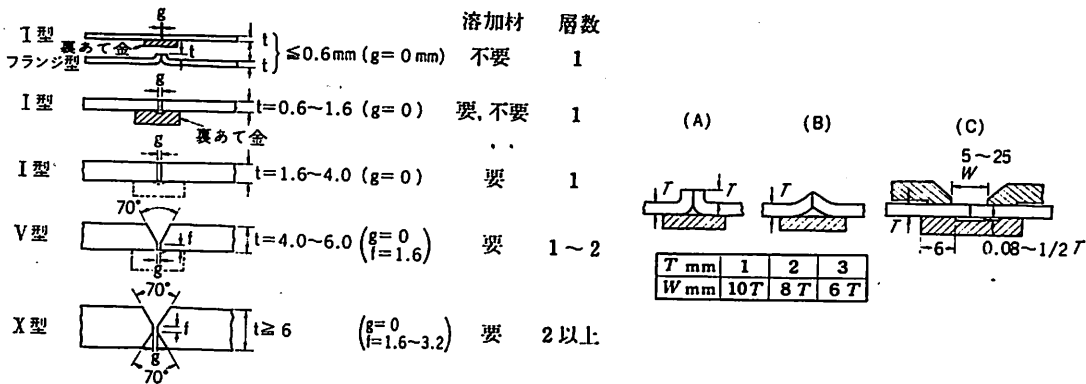 溶加材 層数
g
I型
裏あて金
t
t
フランジ型
t
≦0.6mm (g=0mm) 不要 1
g
I型
t=0.6~1.6 (g=0) 要, 不要 1
裏あて金
g
I型
t=1.6~4.0 (g=0) 要 1
70°
V型
f
t=4.0~6.0 (g=0 f=1.6) 要 1~2
g
70°
X型
f
t≧6 (g=0 f=1.6~3.2) 要 2以上
g
70°
(A) (B) (C)
5~25
W
T T T T
6 0.08~1/2T
T mm 1 2 3
W mm 10T 8T 6T